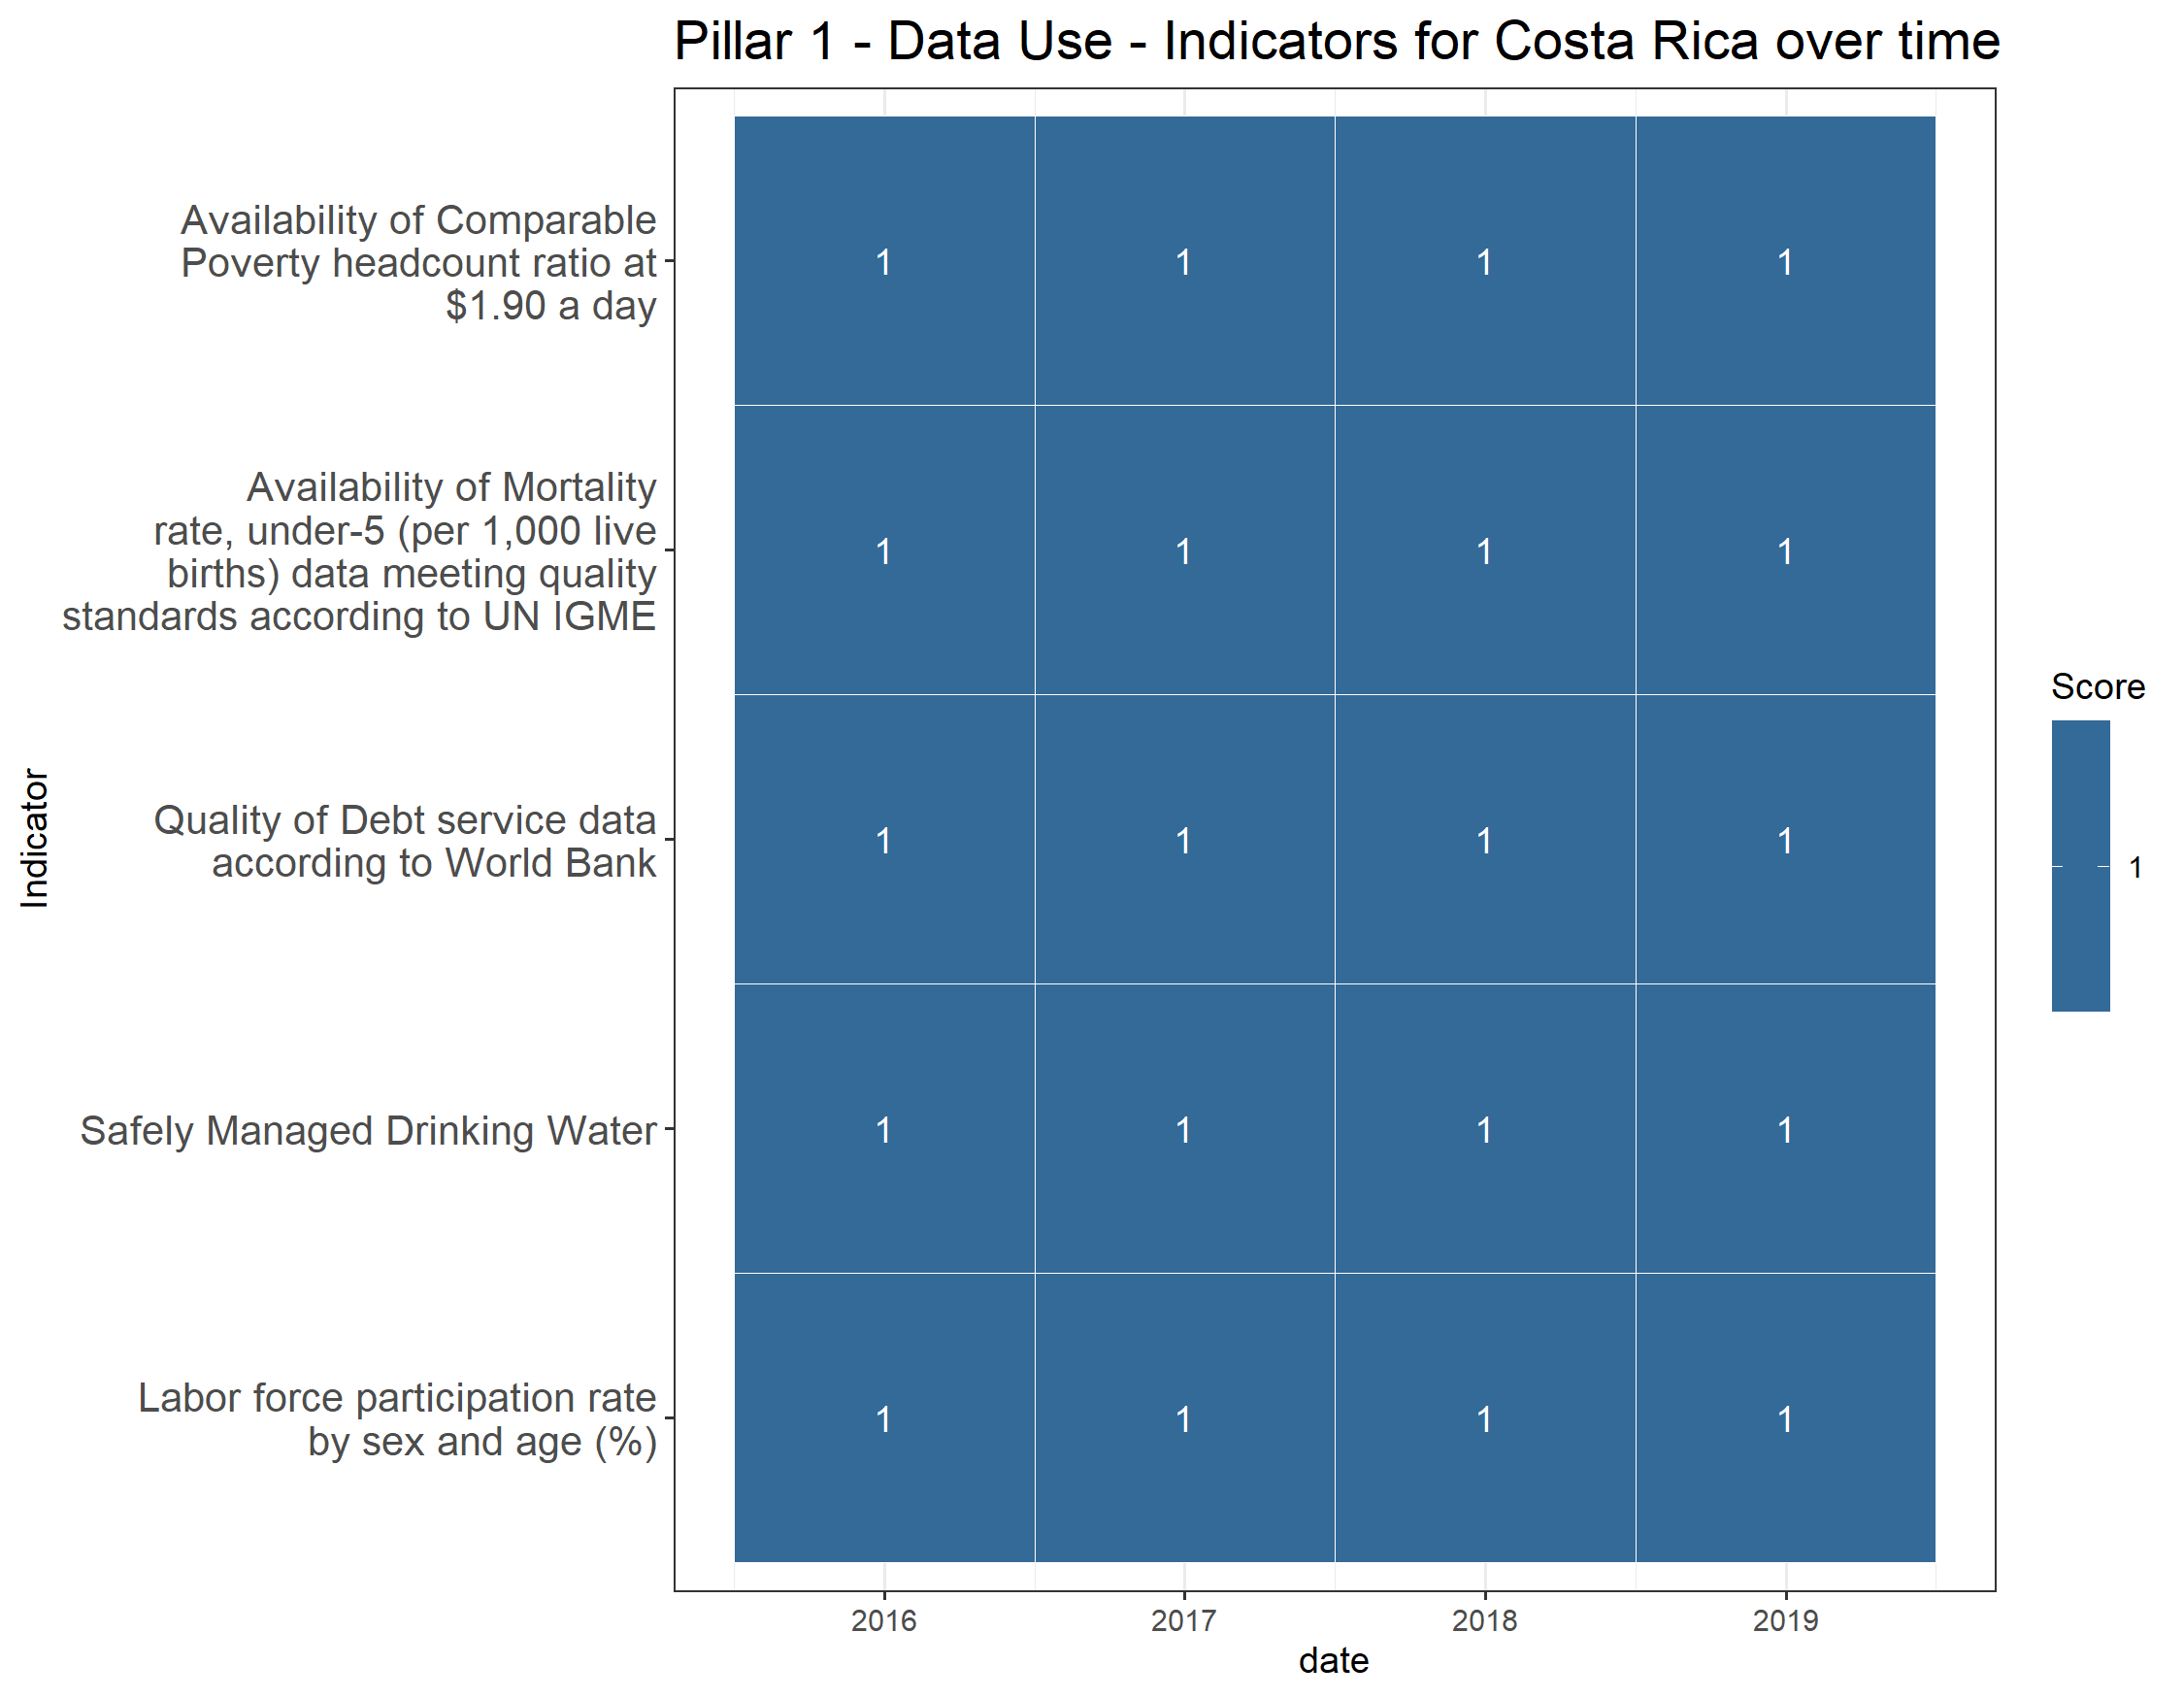 Pillar 1 - Data Use - Indicators for Costa Rica over time
Indicator
Availability of Comparable
Poverty headcount ratio at
$1.90 a day
1 1 1 1
Availability of Mortality
rate, under-5 (per 1,000 live
births) data meeting quality
standards according to UN IGME
1 1 1 1
Quality of Debt service data
according to World Bank
1 1 1 1
Safely Managed Drinking Water
1 1 1 1
Labor force participation rate
by sex and age (%)
1 1 1 1
2016 2017 2018 2019
date
Score
1